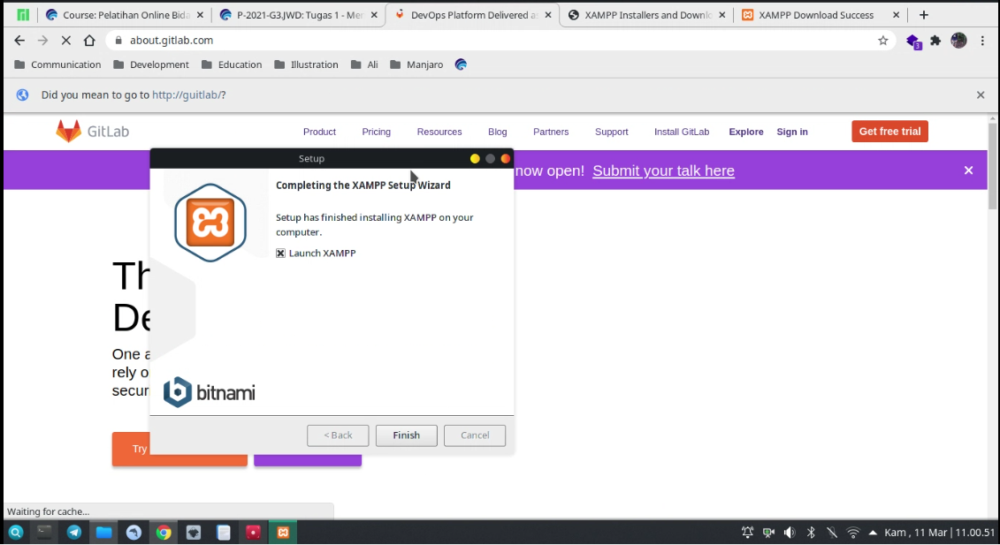 Course: Pelatihan Online Bida
P-2021-G3.JWD: Tugas 1 - Mer
DevOps Platform Delivered as
XAMPP Installers and Downlo
XAMPP Download Success
about.gitlab.com
3
Communication
Development
Education
Illustration
Ali
Manjaro
Did you mean to go to http://guitlab/?
GitLab
Product
Pricing
Resources
Blog
Partners
Support
Install GitLab
Explore
Sign in
Get free trial
now open! Submit your talk here
Setup
Completing the XAMPP Setup Wizard
Setup has finished installing XAMPP on your
computer.
Launch XAMPP
Th
De
One a
rely o
secur
bitnami
Try
< Back
Finish
Cancel
Waiting for cache...
Kam , 11 Mar | 11.00.51